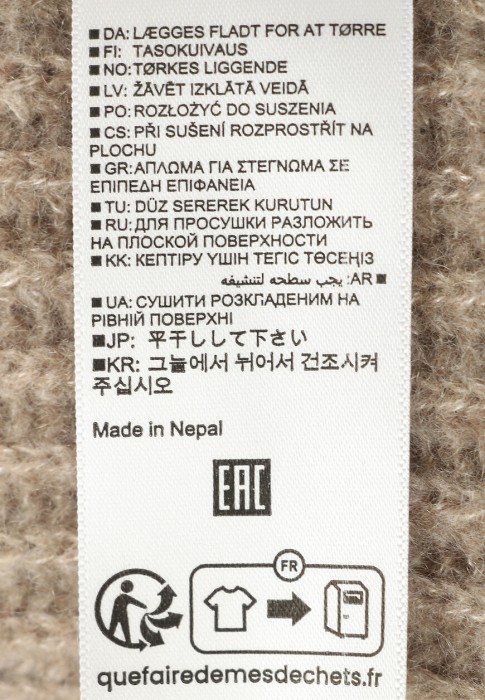 ■ DA: LÆGGES FLADT FOR AT TØRRE
■ FI: TASOKUIVAUS
■ NO: TØRKES LIGGENDE
■ LV: ŽĀVĒT IZKLĀTĀ VEIDĀ
■ PO: ROZŁOŻYĆ DO SUSZENIA
■ CS: PŘI SUŠENÍ ROZPROSTŘÍT NA
PLOCHU
■ GR: ΑΠΛΩΜΑ ΓΙΑ ΣΤΕΓΝΩΜΑ ΣΕ
ΕΠΙΠΕΔΗ ΕΠΙΦΑΝΕΙΑ
■ TU: DÜZ SEREREK KURUTUN
■ RU: ДЛЯ ПРОСУШКИ РАЗЛОЖИТЬ
НА ПЛОСКОЙ ПОВЕРХНОСТИ
■ KK: КЕПТІРУ ҮШІН ТЕГІС ТӨСЕҢІЗ
■ AR: يجب سطحه لتنشيفه
■ UA: СУШИТИ РОЗКЛАДЕНИМ НА
РІВНІЙ ПОВЕРХНІ
■JP: 平干しして下さい
■KR: 그늘에서 뉘어서 건조시켜
주십시오
Made in Nepal
EAC
FR
quefairedemesdechets.fr